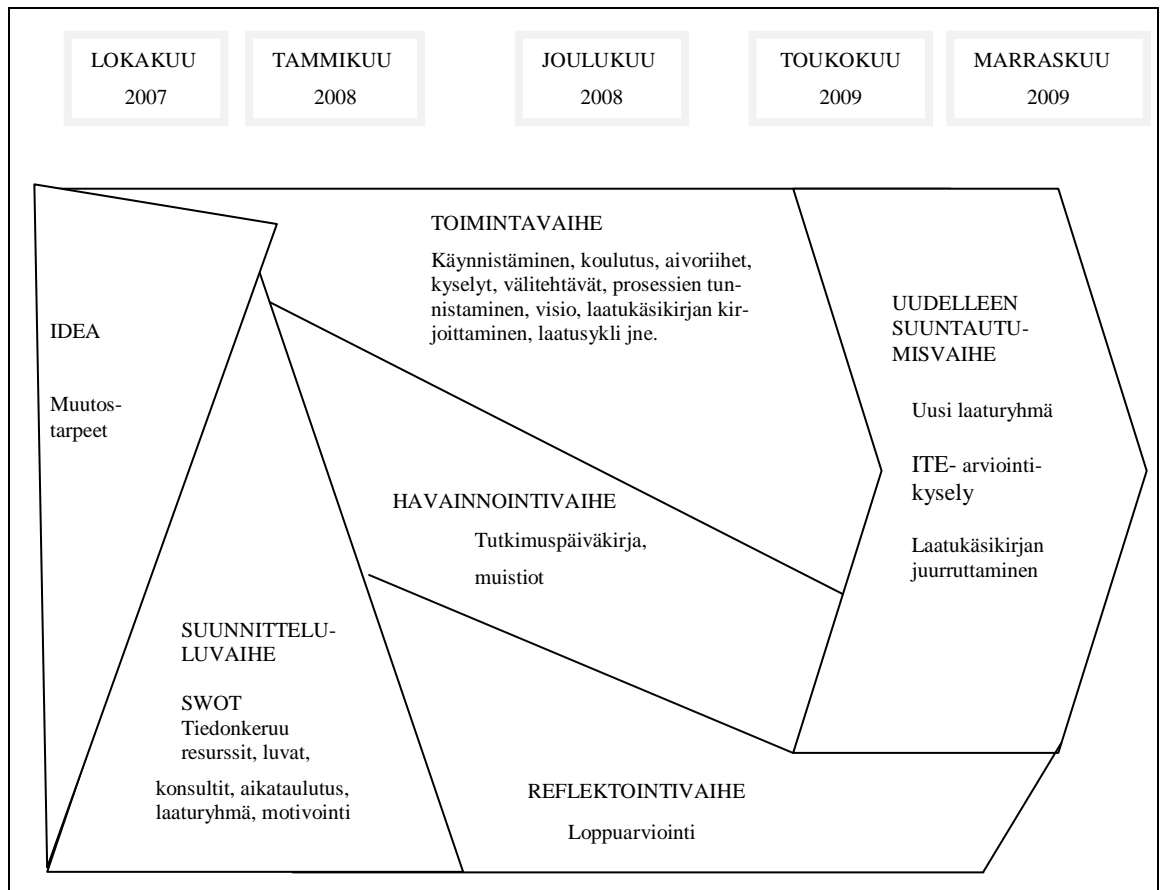 LOKAKUU
2007
TAMMIKUU
2008
JOULUKUU
2008
TOUKOKUU
2009
MARRASKUU
2009
IDEA
Muutos-
tarpeet
SUUNNITTELU-
LUVAIHE
SWOT
Tiedonkeruu
resurssit, luvat,
konsultit, aikataulutus,
laaturyhmä, motivointi
TOIMINTAVAIHE
Käynnistäminen, koulutus, aivoriihet,
kyselyt, välitehtävät, prosessien tun-
nistaminen, visio, laatukäsikirjan kir-
joittaminen, laatusykli jne.
HAVAINNOINTIVAIHE
Tutkimuspäiväkirja,
muistiot
REFLEKTOINTIVAIHE
Loppuarviointi
UUDELLEEN
SUUNTAUTU-
MISVAIHE
Uusi laaturyhmä
ITE- arviointi-
kysely
Laatukäsikirjan
juurruttaminen